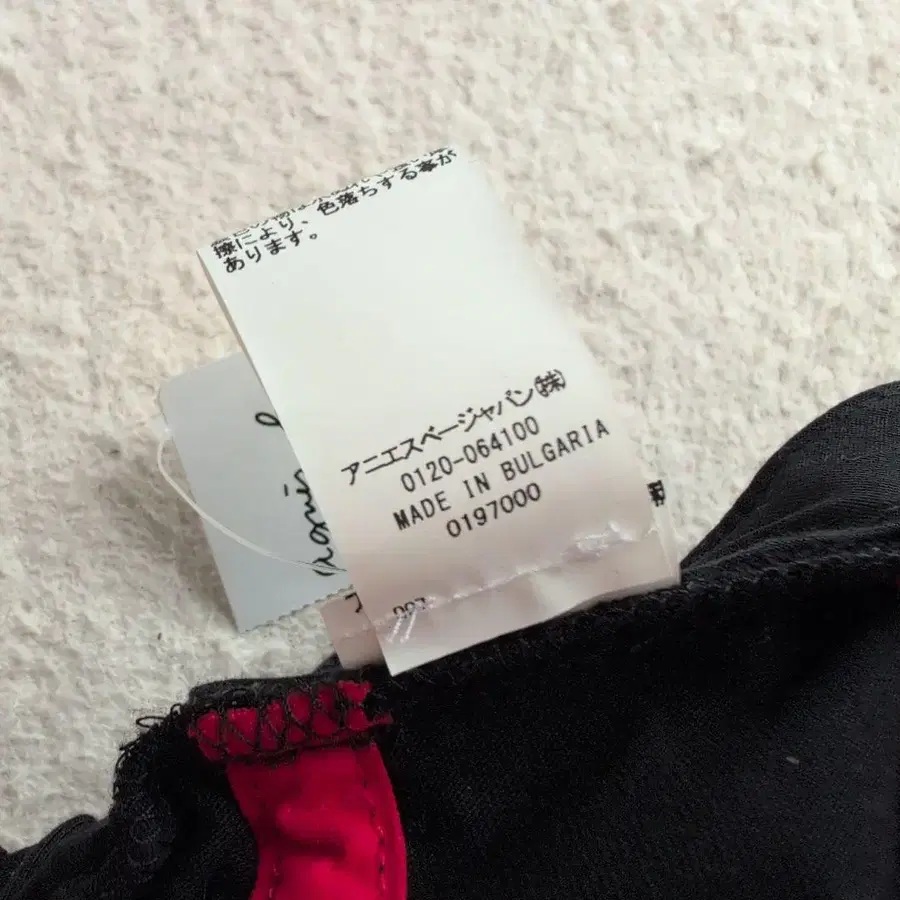 擦により、色落ちする事が
あります。
アニエスベージャパン㈱
0120-064100
MADE IN BULGARIA
0197000